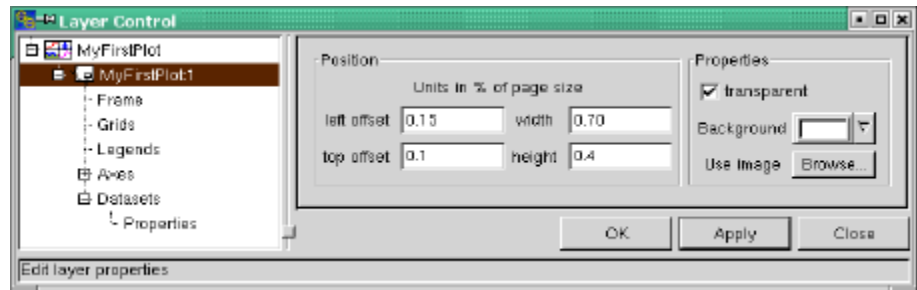 Layer Control
MyFirstPlot
MyFirstPlot:1
Frame
Grids
Legends
Axes
Datasets
Properties
Position
Units in % of page size
left offset 0.15 width 0.70
top offset 0.1 height 0.4
Properties
transparent
Background
Use image Browse...
OK Apply Close
Edit layer properties